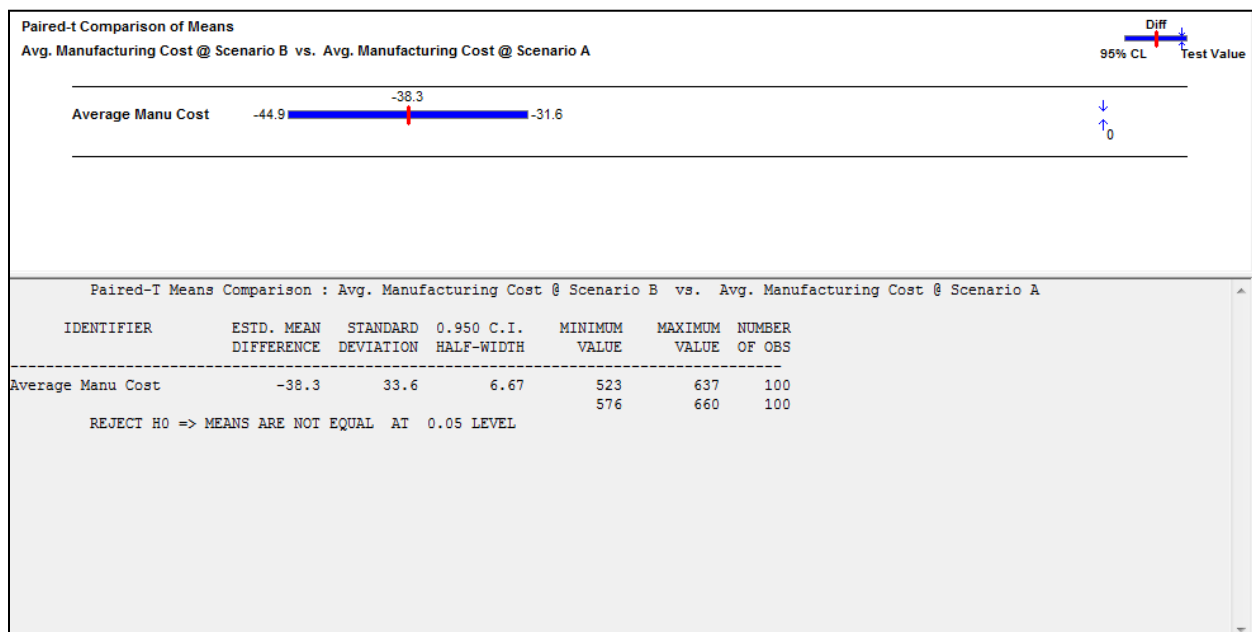 Paired-t Comparison of Means
Avg. Manufacturing Cost @ Scenario B vs. Avg. Manufacturing Cost @ Scenario A
Diff
95% CL Test Value
-38.3
Average Manu Cost -44.9 -31.6
0
Paired-T Means Comparison : Avg. Manufacturing Cost @ Scenario B vs. Avg. Manufacturing Cost @ Scenario A
IDENTIFIER ESTD. MEAN STANDARD 0.950 C.I. MINIMUM MAXIMUM NUMBER
DIFFERENCE DEVIATION HALF-WIDTH VALUE VALUE OF OBS
Average Manu Cost -38.3 33.6 6.67 523 637 100
576 660 100
REJECT H0 => MEANS ARE NOT EQUAL AT 0.05 LEVEL